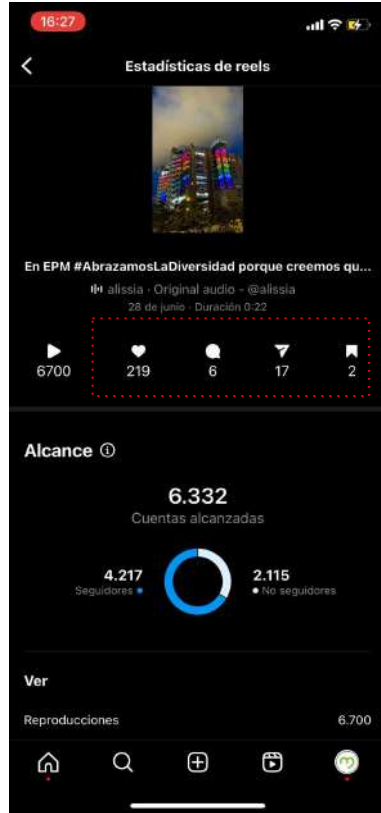 16:27
Estadísticas de reels
En EPM #AbrazamosLaDiversidad porque creemos qu...
alissia · Original audio - @alissia
28 de junio · Duración 0:22
6700 219 6 17 2
Alcance
6.332
Cuentas alcanzadas
4.217 2.115
Seguidores No seguidores
Ver
Reproducciones 6.700